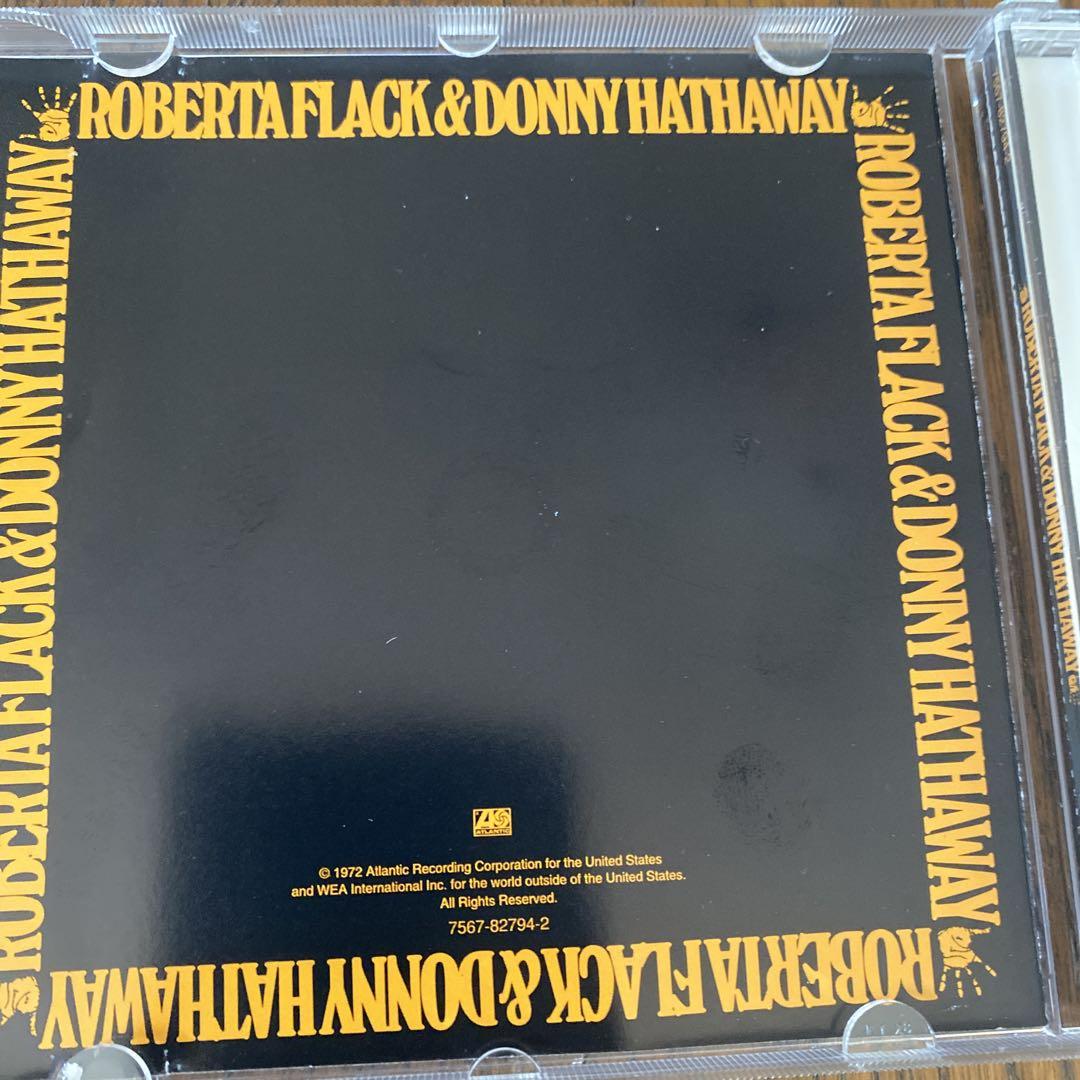 ROBERTA FLACK & DONNY HATHAWAY
ROBERTA FLACK & DONNY HATHAWAY
ROBERTA FLACK & DONNY HATHAWAY
ROBERTA FLACK & DONNY HATHAWAY
ATLANTIC
© 1972 Atlantic Recording Corporation for the United States
and WEA International Inc. for the world outside of the United States.
All Rights Reserved.
7567-82794-2
ROBERTA FLACK & DONNY HATHAWAY